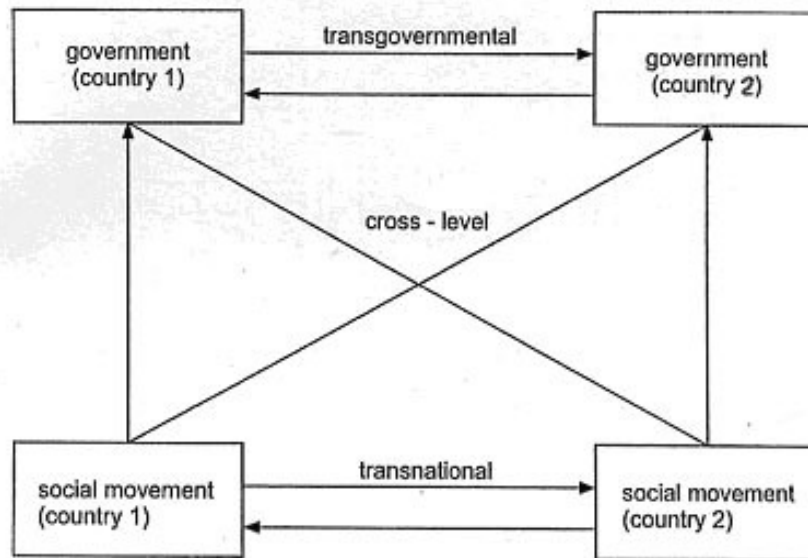 transgovernmental
government
(country 1)
government
(country 2)
cross - level
transnational
social movement
(country 1)
social movement
(country 2)